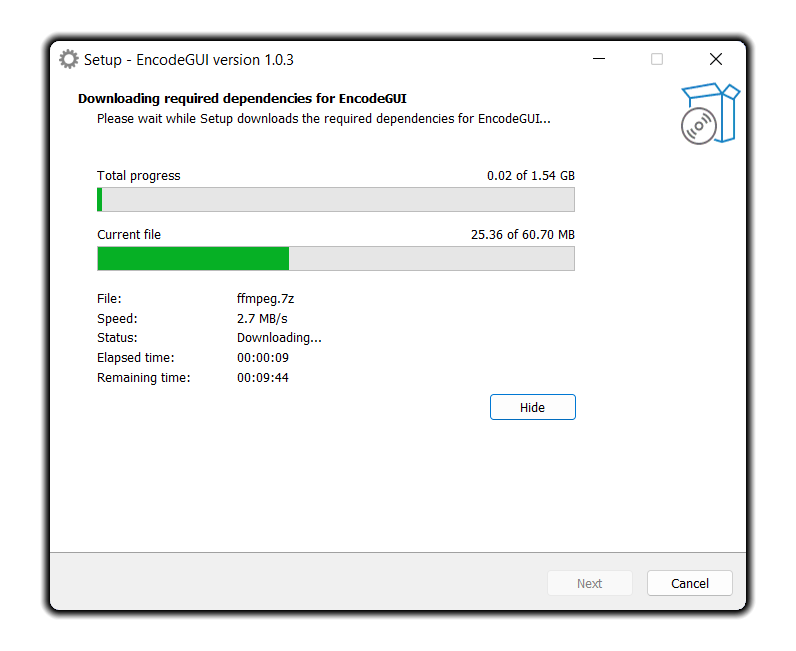 Setup - EncodeGUI version 1.0.3
Downloading required dependencies for EncodeGUI
Please wait while Setup downloads the required dependencies for EncodeGUI...
Total progress 0.02 of 1.54 GB
Current file 25.36 of 60.70 MB
File: ffmpeg.7z
Speed: 2.7 MB/s
Status: Downloading...
Elapsed time: 00:00:09
Remaining time: 00:09:44
Hide
Next Cancel